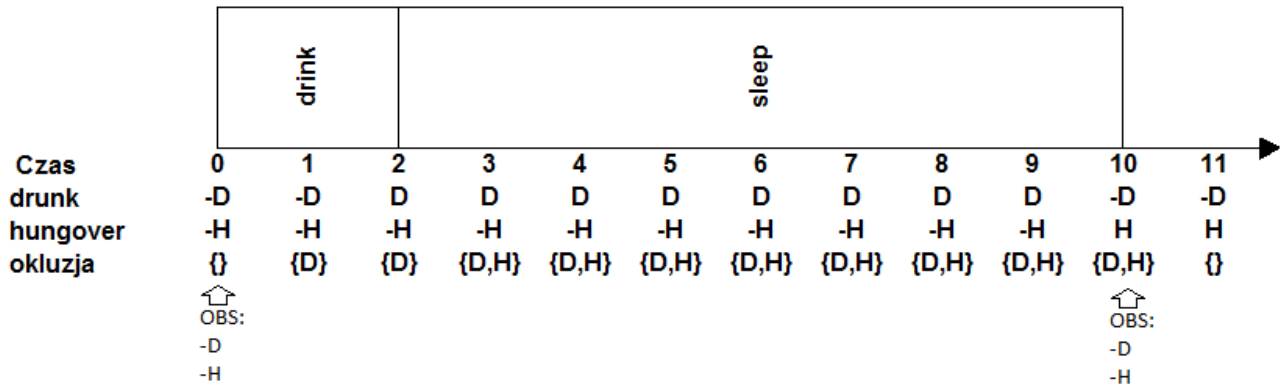 drink
sleep
Czas 0 1 2 3 4 5 6 7 8 9 10 11
drunk -D -D D D D D D D D D -D -D
hungover -H -H -H -H -H -H -H -H -H -H H H
okluzja {} {D} {D} {D,H} {D,H} {D,H} {D,H} {D,H} {D,H} {D,H} {D,H} {}
OBS: OBS:
-D -D
-H -H